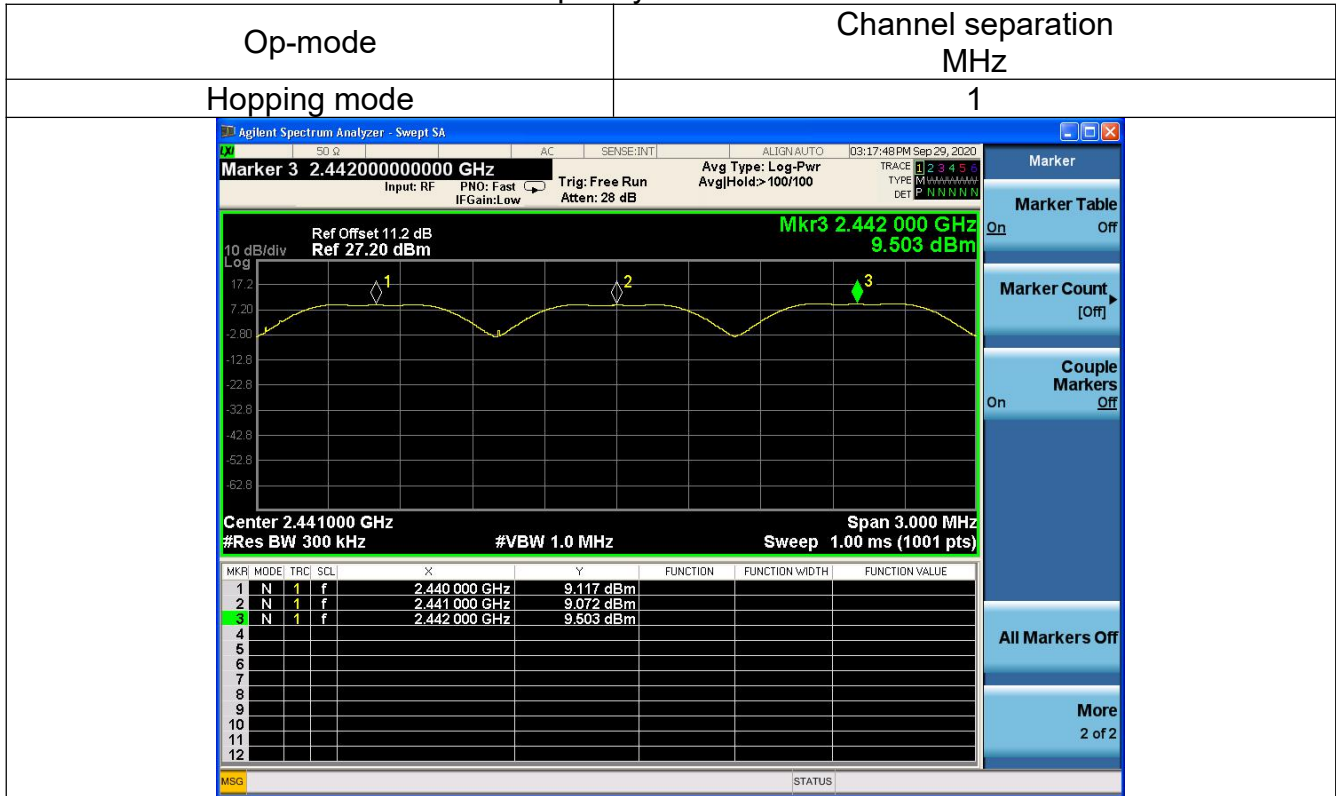 Op-mode
Channel separation
MHz
Hopping mode 1
Agilent Spectrum Analyzer - Swept SA
LXI 50 Ω AC SENSE:INT ALIGN AUTO 03:17:48 PM Sep 29, 2020
Marker 3 2.442000000000 GHz
Input: RF PNO: Fast Trig: Free Run Avg Type: Log-Pwr TRACE 1 2 3 4 5 6
IFGain:Low Atten: 28 dB Avg|Hold:>100/100 TYPE M
DET P N N N N N
Marker
Marker Table
On Off
Marker Count
[Off]
Couple
Markers
On Off
All Markers Off
More
2 of 2
Mkr3 2.442 000 GHz
9.503 dBm
Ref Offset 11.2 dB
10 dB/div Ref 27.20 dBm
Log
17.2
7.20
-2.80
-12.8
-22.8
-32.8
-42.8
-52.8
-62.8
1
2
3
Center 2.441000 GHz Span 3.000 MHz
#Res BW 300 kHz #VBW 1.0 MHz Sweep 1.00 ms (1001 pts)
MKR MODE TRC SCL X Y FUNCTION FUNCTION WIDTH FUNCTION VALUE
1 N 1 f 2.440 000 GHz 9.117 dBm
2 N 1 f 2.441 000 GHz 9.072 dBm
3 N 1 f 2.442 000 GHz 9.503 dBm
4
5
6
7
8
9
10
11
12
MSG STATUS